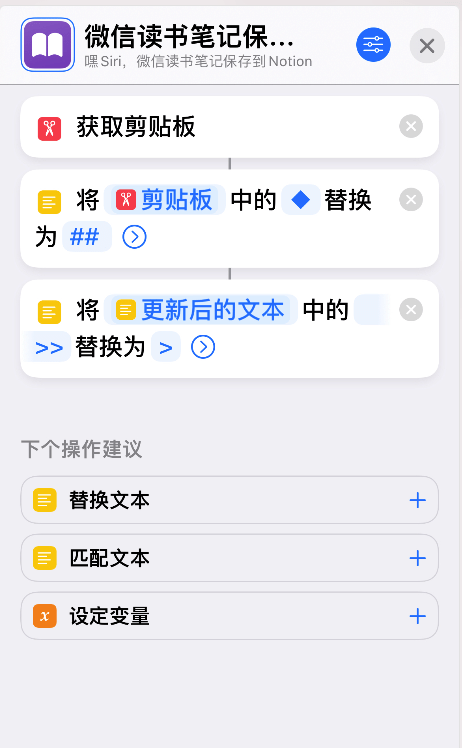 微信读书笔记保...
嘿Siri，微信读书笔记保存到Notion
获取剪贴板
将 剪贴板 中的 ◆ 替换
为 ##
将 更新后的文本 中的
>> 替换为 >
下个操作建议
替换文本
匹配文本
设定变量